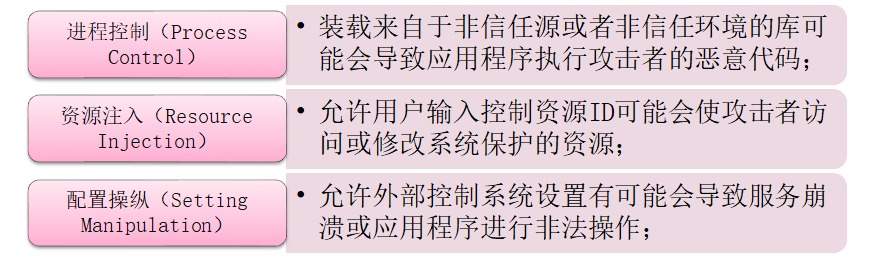 进程控制（Process
Control）
• 装载来自于非信任源或者非信任环境的库可
能会导致应用程序执行攻击者的恶意代码；
资源注入（Resource
Injection）
• 允许用户输入控制资源ID可能会使攻击者访
问或修改系统保护的资源；
配置操纵（Setting
Manipulation）
• 允许外部控制系统设置有可能会导致服务崩
溃或应用程序进行非法操作；